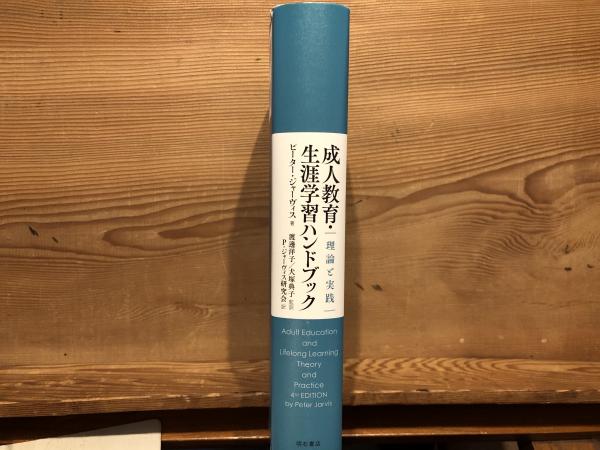 成人教育・
生涯学習ハンドブック
理論と実践
ピーター・ジャーヴィス 著
渡邊洋子／犬塚典子 監訳
P・ジャーヴィス研究会 訳
Adult Education
and
Lifelong Learning
Theory
and
Practice
4TH EDITION
by Peter Jarvis
明石書店